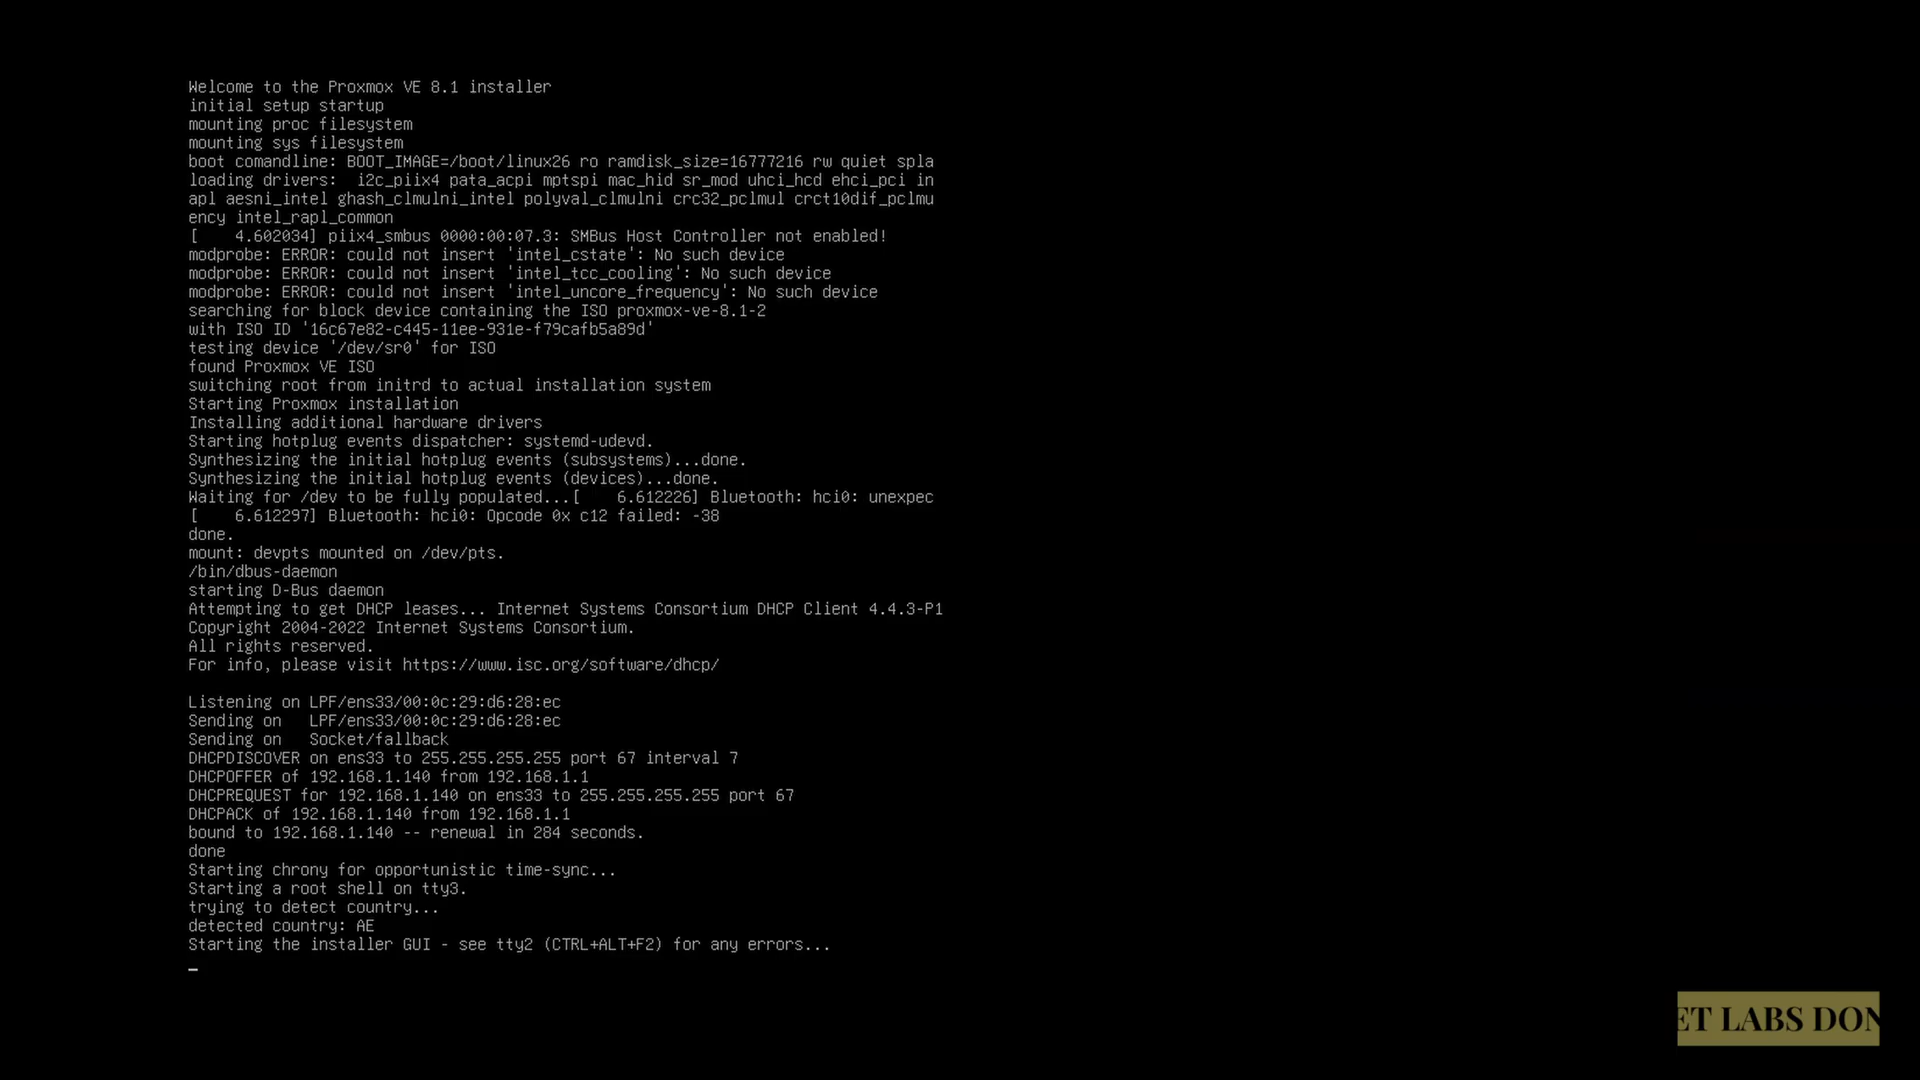 Welcome to the Proxmox VE 8.1 installer
initial setup startup
mounting proc filesystem
mounting sys filesystem
boot comandline: BOOT_IMAGE=/boot/linux26 ro ramdisk_size=16777216 rw quiet spla
loading drivers:  i2c_piix4 pata_acpi mptspi mac_hid sr_mod uhci_hcd ehci_pci in
apl aesni_intel ghash_clmulni_intel polyval_clmulni crc32_pclmul crct10dif_pclmu
ency intel_rapl_common
[    4.602034] piix4_smbus 0000:00:07.3: SMBus Host Controller not enabled!
modprobe: ERROR: could not insert 'intel_cstate': No such device
modprobe: ERROR: could not insert 'intel_tcc_cooling': No such device
modprobe: ERROR: could not insert 'intel_uncore_frequency': No such device
searching for block device containing the ISO proxmox-ve-8.1-2
with ISO ID '16c67e82-c445-11ee-931e-f79cafb5a89d'
testing device '/dev/sr0' for ISO
found Proxmox VE ISO
switching root from initrd to actual installation system
Starting Proxmox installation
Installing additional hardware drivers
Starting hotplug events dispatcher: systemd-udevd.
Synthesizing the initial hotplug events (subsystems)...done.
Synthesizing the initial hotplug events (devices)...done.
Waiting for /dev to be fully populated...[    6.612226] Bluetooth: hci0: unexpec
[    6.612297] Bluetooth: hci0: Opcode 0x c12 failed: -38
done.
mount: devpts mounted on /dev/pts.
/bin/dbus-daemon
starting D-Bus daemon
Attempting to get DHCP leases... Internet Systems Consortium DHCP Client 4.4.3-P1
Copyright 2004-2022 Internet Systems Consortium.
All rights reserved.
For info, please visit https://www.isc.org/software/dhcp/
Listening on LPF/ens33/00:0c:29:d6:28:ec
Sending on   LPF/ens33/00:0c:29:d6:28:ec
Sending on   Socket/fallback
DHCPDISCOVER on ens33 to 255.255.255.255 port 67 interval 7
DHCPOFFER of 192.168.1.140 from 192.168.1.1
DHCPREQUEST for 192.168.1.140 on ens33 to 255.255.255.255 port 67
DHCPACK of 192.168.1.140 from 192.168.1.1
bound to 192.168.1.140 -- renewal in 284 seconds.
done
Starting chrony for opportunistic time-sync...
Starting a root shell on tty3.
trying to detect country...
detected country: AE
Starting the installer GUI - see tty2 (CTRL+ALT+F2) for any errors...
ET LABS DON